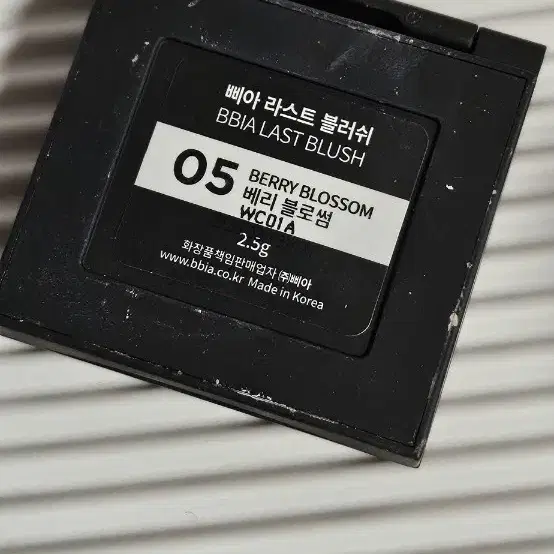 삐아 라스트 블러쉬
BBIA LAST BLUSH
05 BERRY BLOSSOM
베리 블로썸
WC01A
2.5g
화장품책임판매업자 ㈜삐아
www.bbia.co.kr Made in Korea